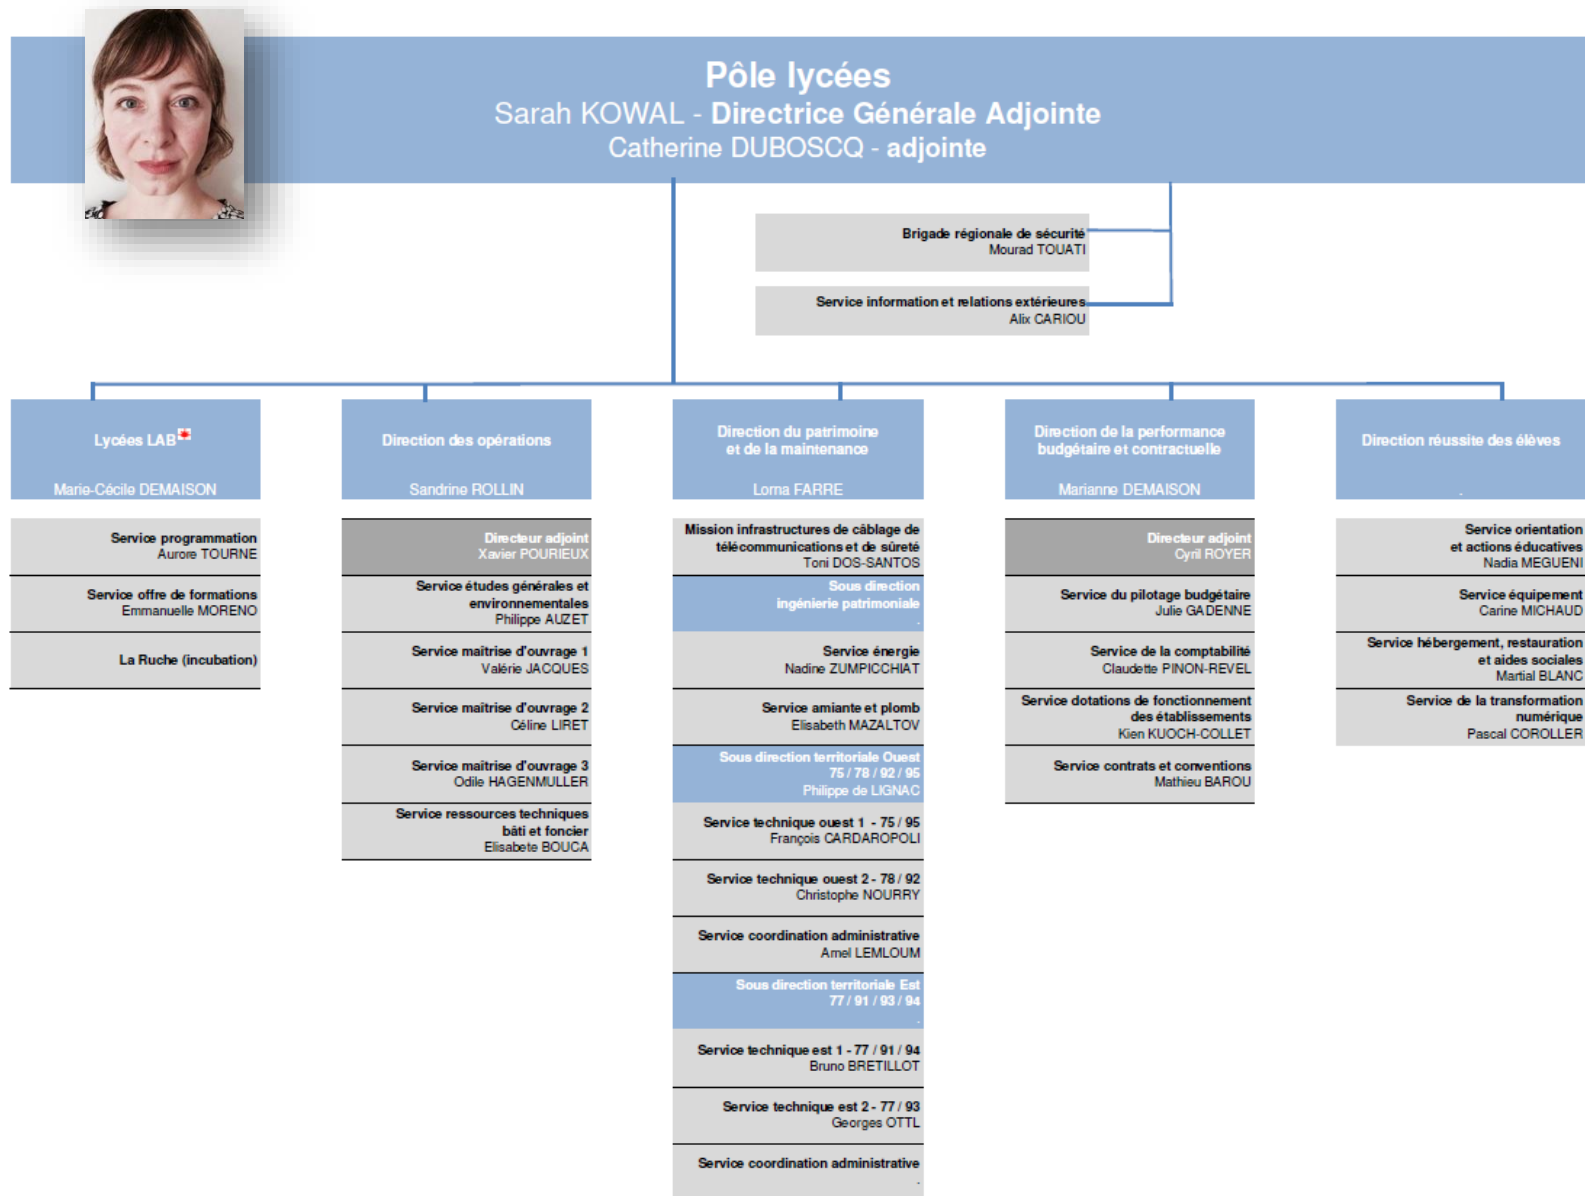 Pôle lycées
Sarah KOWAL - Directrice Générale Adjointe
Catherine DUBOSCQ - adjointe
Brigade régionale de sécurité
Mourad TOUATI
Service information et relations extérieures
Alix CARIOU
Lycées LAB
Marie-Cécile DEMAISON
Service programmation
Aurore TOURNE
Service offre de formations
Emmanuelle MORENO
La Ruche (incubation)
Direction des opérations
Sandrine ROLLIN
Directeur adjoint
Xavier POURIEUX
Service études générales et
environnementales
Philippe AUZET
Service maîtrise d'ouvrage 1
Valérie JACQUES
Service maîtrise d'ouvrage 2
Céline LIRET
Service maîtrise d'ouvrage 3
Odile HAGENMULLER
Service ressources techniques
bâti et foncier
Elisabete BOUCA
Direction du patrimoine
et de la maintenance
Lorna FARRE
Mission infrastructures de câblage de
télécommunications et de sûreté
Toni DOS-SANTOS
Sous direction
ingénierie patrimoniale
.
Service énergie
Nadine ZUMPICCHIAT
Service amiante et plomb
Elisabeth MAZALTOV
Sous direction territoriale Ouest
75 / 78 / 92 / 95
Philippe de LIGNAC
Service technique ouest 1 - 75 / 95
François CARDAROPOLI
Service technique ouest 2 - 78 / 92
Christophe NOURRY
Service coordination administrative
Amel LEMLOUM
Sous direction territoriale Est
77 / 91 / 93 / 94
.
Service technique est 1 - 77 / 91 / 94
Bruno BRETILLOT
Service technique est 2 - 77 / 93
Georges OTTL
Service coordination administrative
.
Direction de la performance
budgétaire et contractuelle
Marianne DEMAISON
Directeur adjoint
Cyril ROYER
Service du pilotage budgétaire
Julie GADENNE
Service de la comptabilité
Claudette PINON-REVEL
Service dotations de fonctionnement
des établissements
Kien KUOCH-COLLET
Service contrats et conventions
Mathieu BAROU
Direction réussite des élèves
.
Service orientation
et actions éducatives
Nadia MEGUENI
Service équipement
Carine MICHAUD
Service hébergement, restauration
et aides sociales
Martial BLANC
Service de la transformation
numérique
Pascal COROLLER